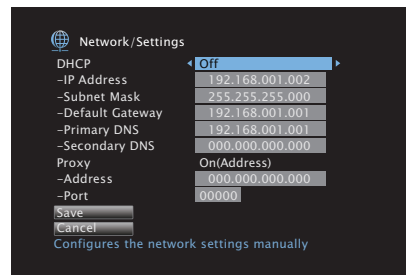 Network/Settings
DHCP Off
–IP Address 192.168.001.002
–Subnet Mask 255.255.255.000
–Default Gateway 192.168.001.001
–Primary DNS 192.168.001.001
–Secondary DNS 000.000.000.000
Proxy On(Address)
–Address 000.000.000.000
–Port 00000
Save
Cancel
Configures the network settings manually